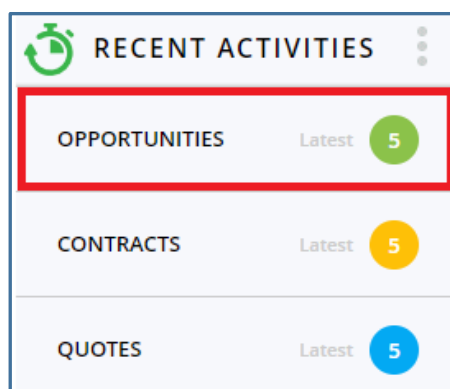 RECENT ACTIVITIES
OPPORTUNITIES Latest 5
CONTRACTS Latest 5
QUOTES Latest 5